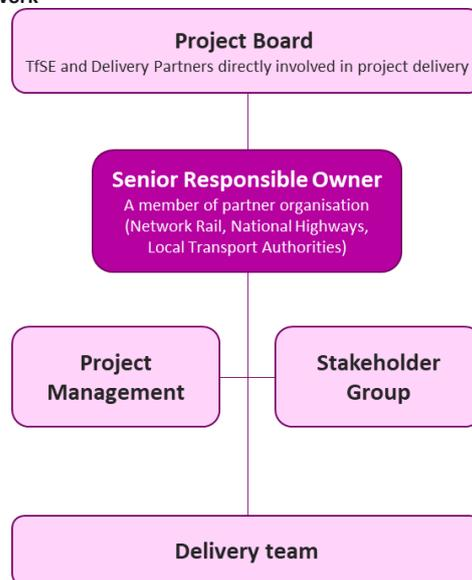 Project Board
TfSE and Delivery Partners directly involved in project delivery
Senior Responsible Owner
A member of partner organisation
(Network Rail, National Highways,
Local Transport Authorities)
Project
Management
Stakeholder
Group
Delivery team